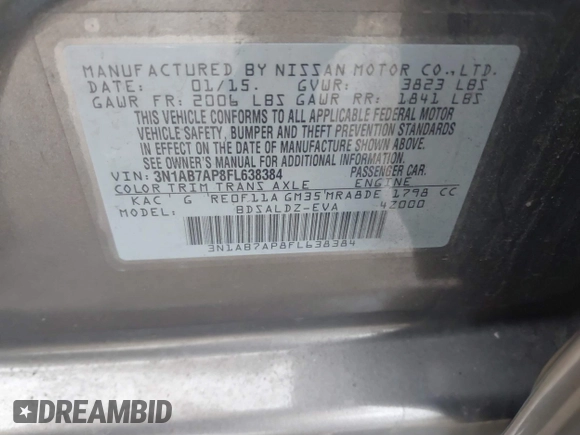 MANUFACTURED BY NISSAN MOTOR CO., LTD.
DATE: 01/15. GVWR: 3823 LBS
GAWR FR: 2006 LBS GAWR RR: 1841 LBS
THIS VEHICLE CONFORMS TO ALL APPLICABLE FEDERAL MOTOR
VEHICLE SAFETY, BUMPER AND THEFT PREVENTION STANDARDS
IN EFFECT ON THE DATE OF MANUFACTURE SHOWN ABOVE.
SEE OWNER'S MANUAL FOR ADDITIONAL INFORMATION
VIN: 3N1AB7AP8FL638384 PASSENGER CAR.
COLOR TRIM TRANS AXLE ENGINE
KAC G RE0F11A GM35 MRA8DE 1798 CC
MODEL: BDSALDZ-EVA 42000
3N1AB7AP8FL638384
DREAMBID